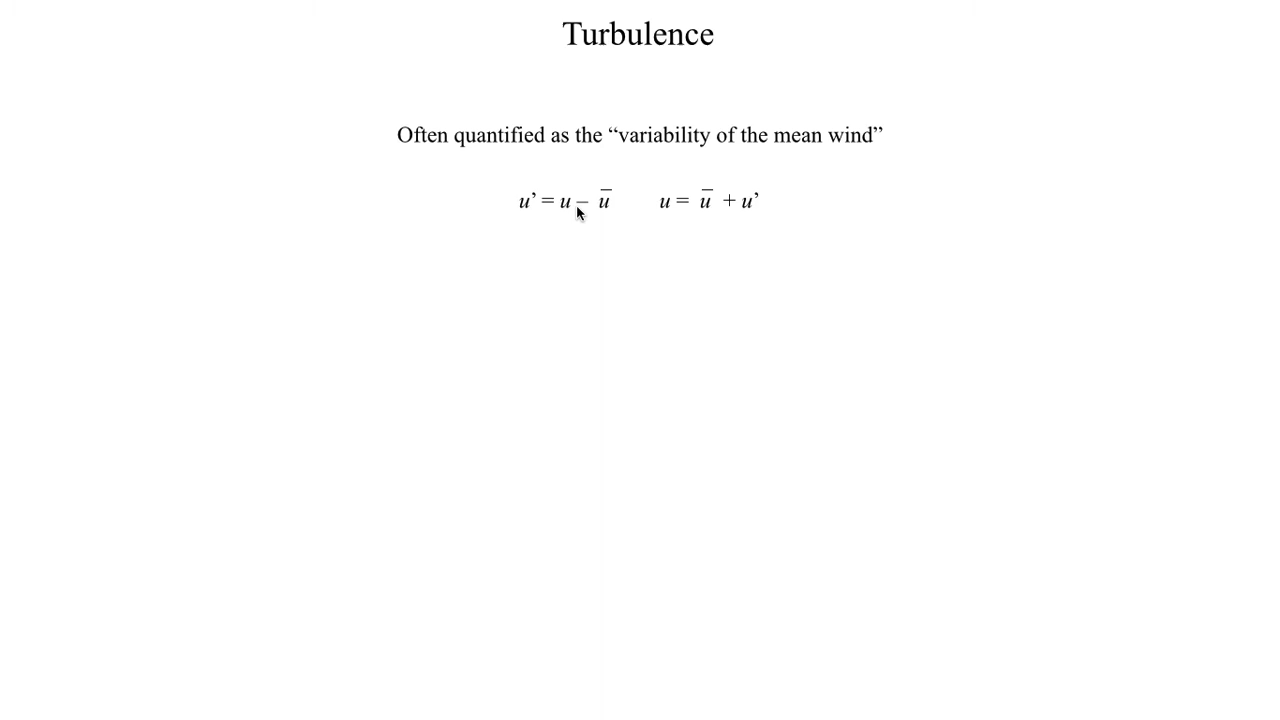 Turbulence
Often quantified as the “variability of the mean wind”
u’ = u – u̅ u = u̅ + u’